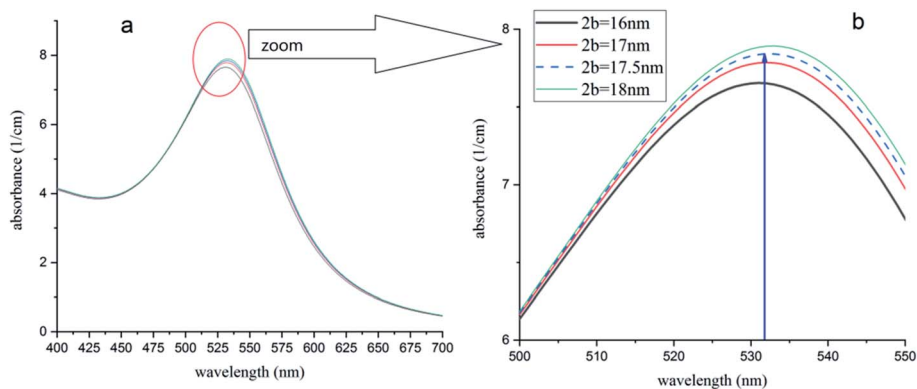 a
zoom
absorbance (1/cm)
8
6
4
2
0
400 425 450 475 500 525 550 575 600 625 650 675 700
wavelength (nm)
b
2b=16nm
2b=17nm
2b=17.5nm
2b=18nm
absorbance (1/cm)
8
7
6
500 510 520 530 540 550
wavelength (nm)